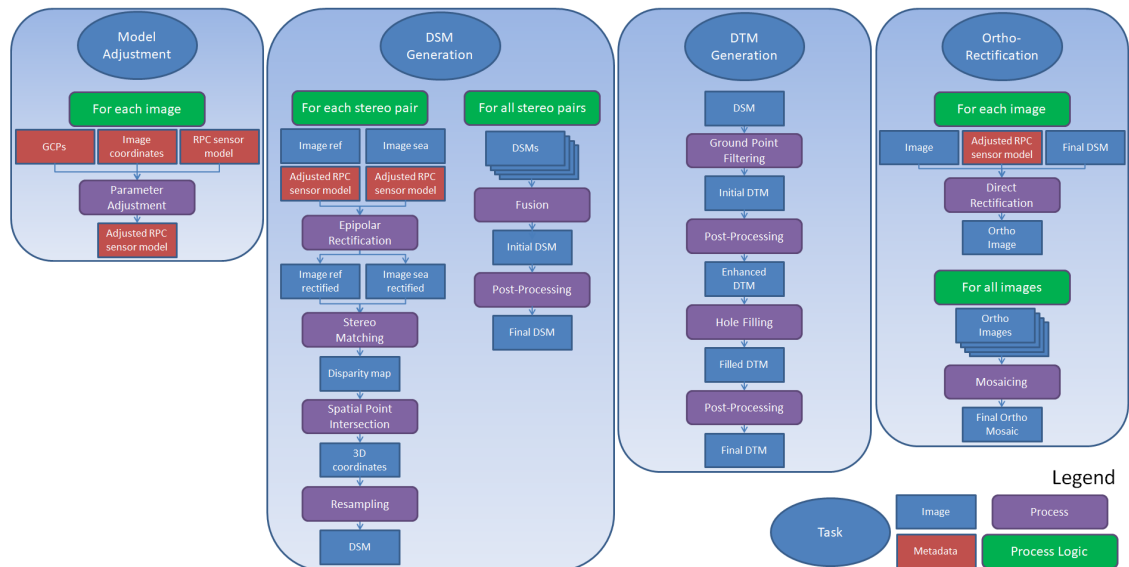 Model
Adjustment
For each image
GCPs
Image
coordinates
RPC sensor
model
Parameter
Adjustment
Adjusted RPC
sensor model
DSM
Generation
For each stereo pair
Image ref
Image sea
Adjusted RPC
sensor model
Adjusted RPC
sensor model
Epipolar
Rectification
Image ref
rectified
Image sea
rectified
Stereo
Matching
Disparity map
Spatial Point
Intersection
3D
coordinates
Resampling
DSM
For all stereo pairs
DSMs
Fusion
Initial DSM
Post-Processing
Final DSM
DTM
Generation
DSM
Ground Point
Filtering
Initial DTM
Post-Processing
Enhanced
DTM
Hole Filling
Filled DTM
Post-Processing
Final DTM
Ortho-
Rectification
For each image
Image
Adjusted RPC
sensor model
Final DSM
Direct
Rectification
Ortho
Image
For all images
Ortho
Images
Mosaicing
Final Ortho
Mosaic
Legend
Task
Image
Process
Metadata
Process Logic